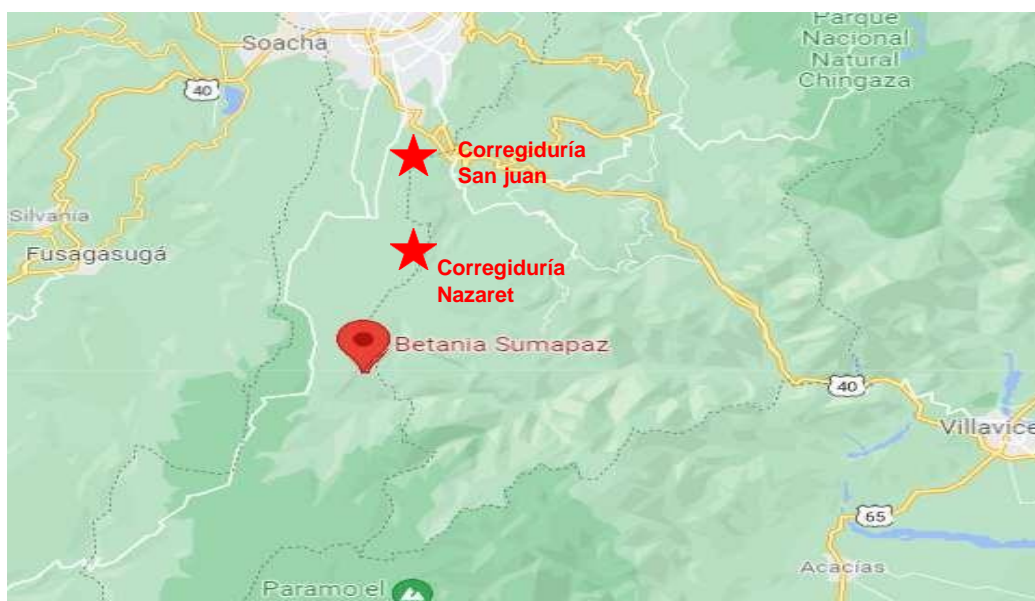 Parque
Nacional
Natural
Chingaza
Soacha
40
Corregiduría
San juan
Silvania
Fusagasugá
Corregiduría
Nazaret
Betania Sumapaz
40
Villavice
65
Acacías
Paramo el